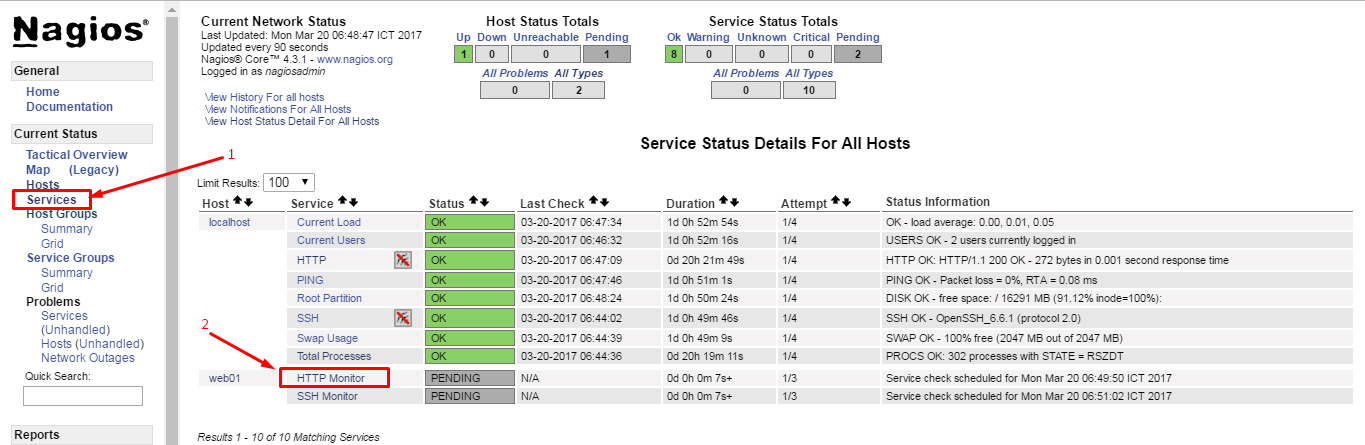 Nagios®
General
Home
Documentation
Current Status
Tactical Overview
Map (Legacy)
Hosts
Services
Host Groups
Summary
Grid
Service Groups
Summary
Grid
Problems
Services
(Unhandled)
Hosts (Unhandled)
Network Outages
Quick Search:
Reports
1
2
Current Network Status
Last Updated: Mon Mar 20 06:48:47 ICT 2017
Updated every 90 seconds
Nagios® Core™ 4.3.1 - www.nagios.org
Logged in as nagiosadmin
View History For all hosts
View Notifications For All Hosts
View Host Status Detail For All Hosts
Host Status Totals
Up Down Unreachable Pending
1 0 0 1
All Problems All Types
0 2
Service Status Totals
Ok Warning Unknown Critical Pending
8 0 0 0 2
All Problems All Types
0 10
Service Status Details For All Hosts
Limit Results: 100
Host Service Status Last Check Duration Attempt Status Information
localhost Current Load OK 03-20-2017 06:47:34 1d 0h 52m 54s 1/4 OK - load average: 0.00, 0.01, 0.05
Current Users OK 03-20-2017 06:46:32 1d 0h 52m 16s 1/4 USERS OK - 2 users currently logged in
HTTP OK 03-20-2017 06:47:09 0d 20h 21m 49s 1/4 HTTP OK: HTTP/1.1 200 OK - 272 bytes in 0.001 second response time
PING OK 03-20-2017 06:47:46 1d 0h 51m 1s 1/4 PING OK - Packet loss = 0%, RTA = 0.08 ms
Root Partition OK 03-20-2017 06:48:24 1d 0h 50m 24s 1/4 DISK OK - free space: / 16291 MB (91.12% inode=100%):
SSH OK 03-20-2017 06:44:02 1d 0h 49m 46s 1/4 SSH OK - OpenSSH_6.6.1 (protocol 2.0)
Swap Usage OK 03-20-2017 06:44:39 1d 0h 49m 9s 1/4 SWAP OK - 100% free (2047 MB out of 2047 MB)
Total Processes OK 03-20-2017 06:44:36 0d 20h 19m 11s 1/4 PROCS OK: 302 processes with STATE = RSZDT
web01 HTTP Monitor PENDING N/A 0d 0h 0m 7s+ 1/3 Service check scheduled for Mon Mar 20 06:49:50 ICT 2017
SSH Monitor PENDING N/A 0d 0h 0m 7s+ 1/3 Service check scheduled for Mon Mar 20 06:51:02 ICT 2017
Results 1 - 10 of 10 Matching Services